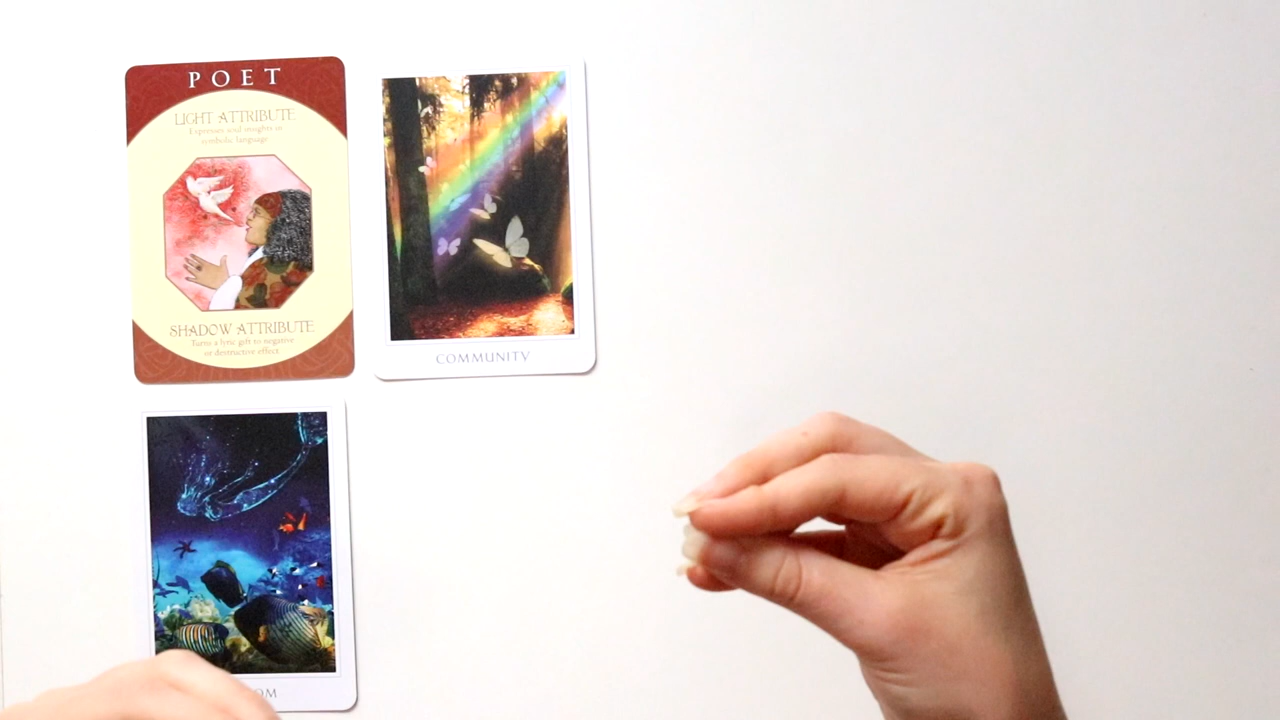 POET
LIGHT ATTRIBUTE
Expresses soul insights in
symbolic language
SHADOW ATTRIBUTE
Turns a lyric gift to negative
or destructive effect
COMMUNITY
OM